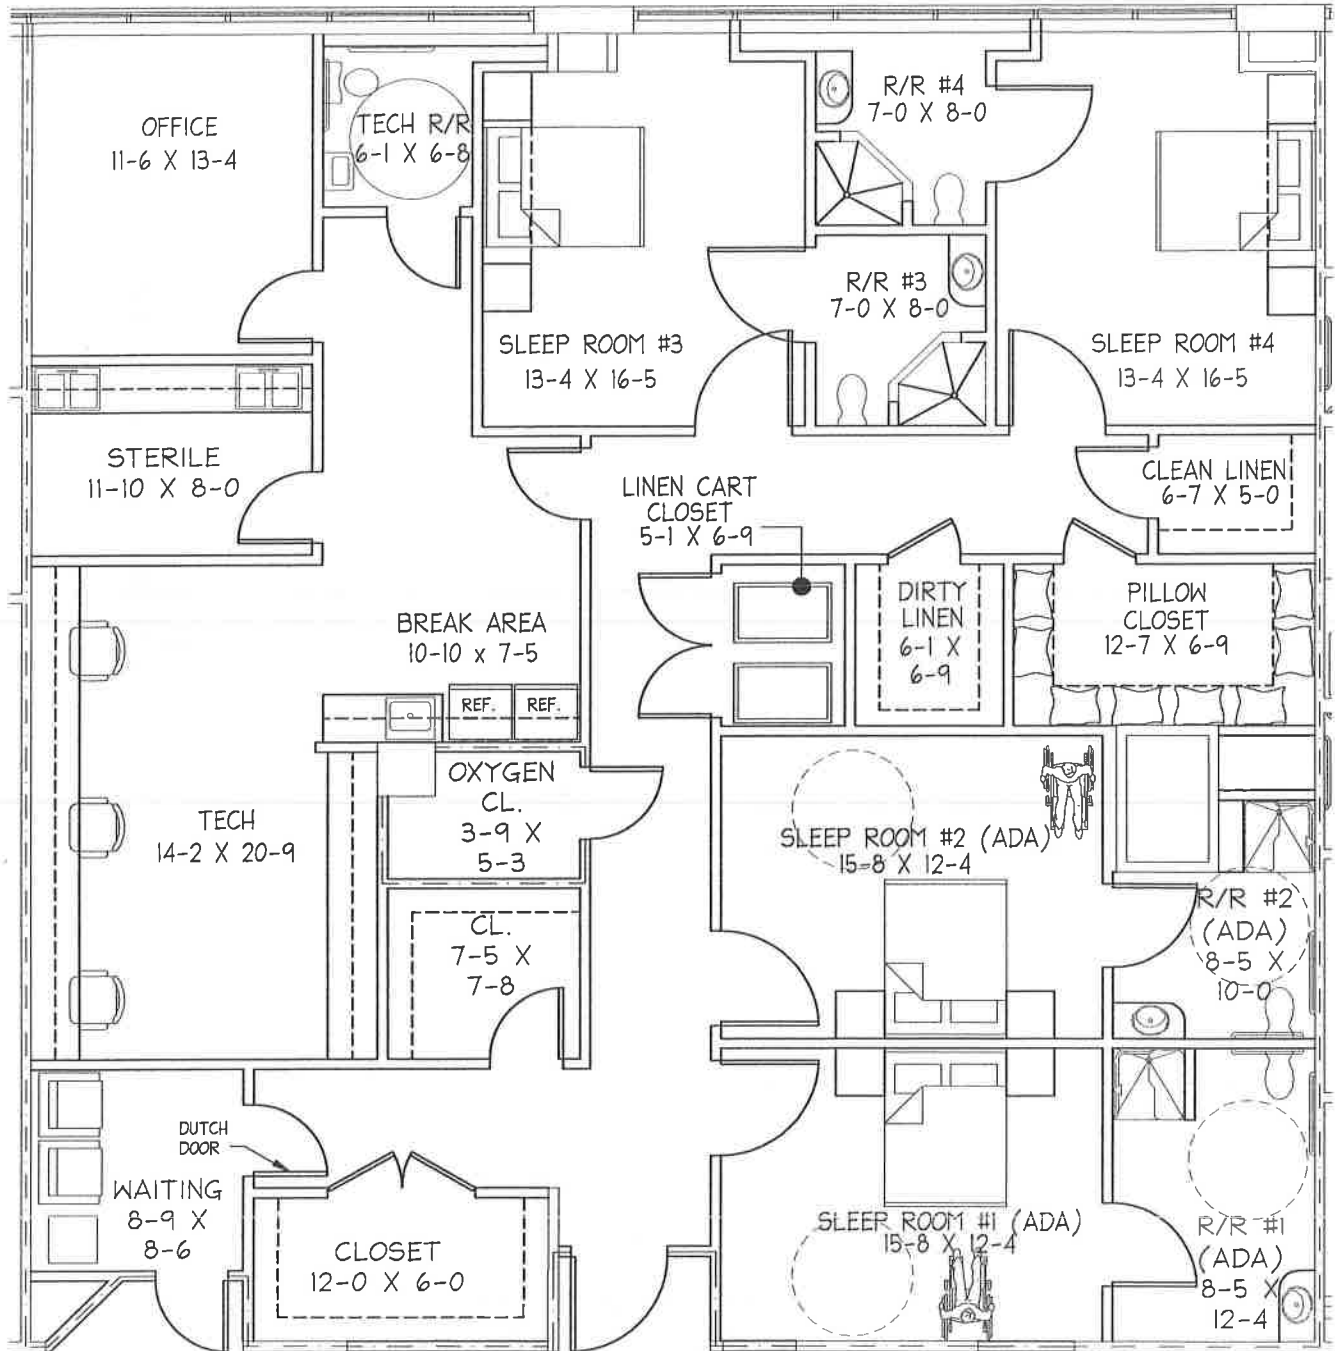 OFFICE
11-6 X 13-4
TECH R/R
6-1 X 6-8
R/R #4
7-0 X 8-0
R/R #3
7-0 X 8-0
SLEEP ROOM #3
13-4 X 16-5
SLEEP ROOM #4
13-4 X 16-5
STERILE
11-10 X 8-0
LINEN CART
CLOSET
5-1 X 6-9
CLEAN LINEN
6-7 X 5-0
BREAK AREA
10-10 x 7-5
DIRTY
LINEN
6-1 X
6-9
PILLOW
CLOSET
12-7 X 6-9
REF.
REF.
OXYGEN
CL.
3-9 X
5-3
TECH
14-2 X 20-9
SLEEP ROOM #2 (ADA)
15-8 X 12-4
R/R #2
(ADA)
8-5 X
10-0
CL.
7-5 X
7-8
DUTCH
DOOR
WAITING
8-9 X
8-6
CLOSET
12-0 X 6-0
SLEEP ROOM #1 (ADA)
15-8 X 12-4
R/R #1
(ADA)
8-5 X
12-4